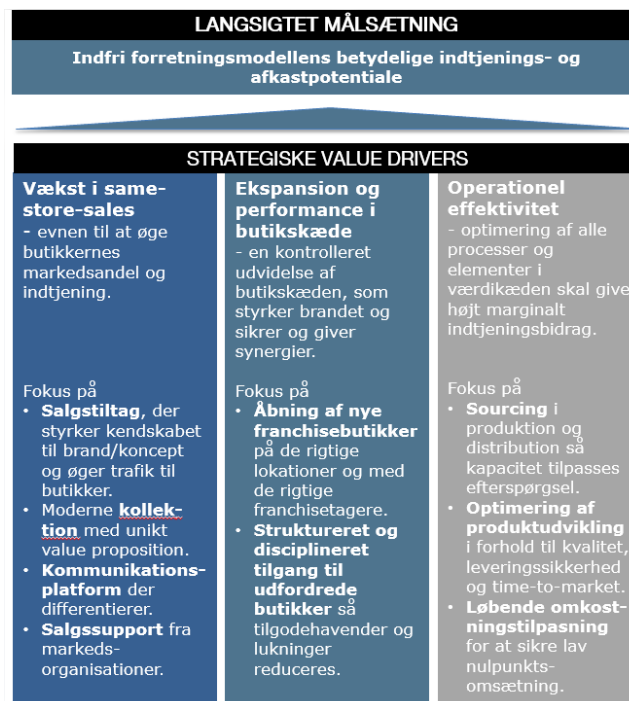 LANGSIGTET MÅLSÆTNING
Indfri forretningsmodellens betydelige indtjenings- og
afkastpotentiale
STRATEGISKE VALUE DRIVERS
Vækst i same-
store-sales
- evnen til at øge
butikkernes
markedsandel og
indtjening.
Fokus på
• Salgstiltag, der
styrker kendskabet
til brand/koncept
og øger trafik til
butikker.
• Moderne kollek-
tion med unikt
value proposition.
• Kommunikations-
platform der
differentierer.
• Salgssupport fra
markeds-
organisationer.
Ekspansion og
performance i
butikskæde
- en kontrolleret
udvidelse af
butikskæden, som
styrker brandet og
sikrer og giver
synergier.
Fokus på
• Åbning af nye
franchisebutikker
på de rigtige
lokationer og med
de rigtige
franchisetagere.
• Struktureret og
disciplineret
tilgang til
udfordrede
butikker så
tilgodehavender og
lukninger
reduceres.
Operationel
effektivitet
- optimering af alle
processer og
elementer i
værdikæden skal give
højt marginalt
indtjeningsbidrag.
Fokus på
• Sourcing i
produktion og
distribution så
kapacitet tilpasses
efterspørgsel.
• Optimering af
produktudvikling
i forhold til kvalitet,
leveringssikkerhed
og time-to-market.
• Løbende omkost-
ningstilpasning
for at sikre lav
nulpunkts-
omsætning.